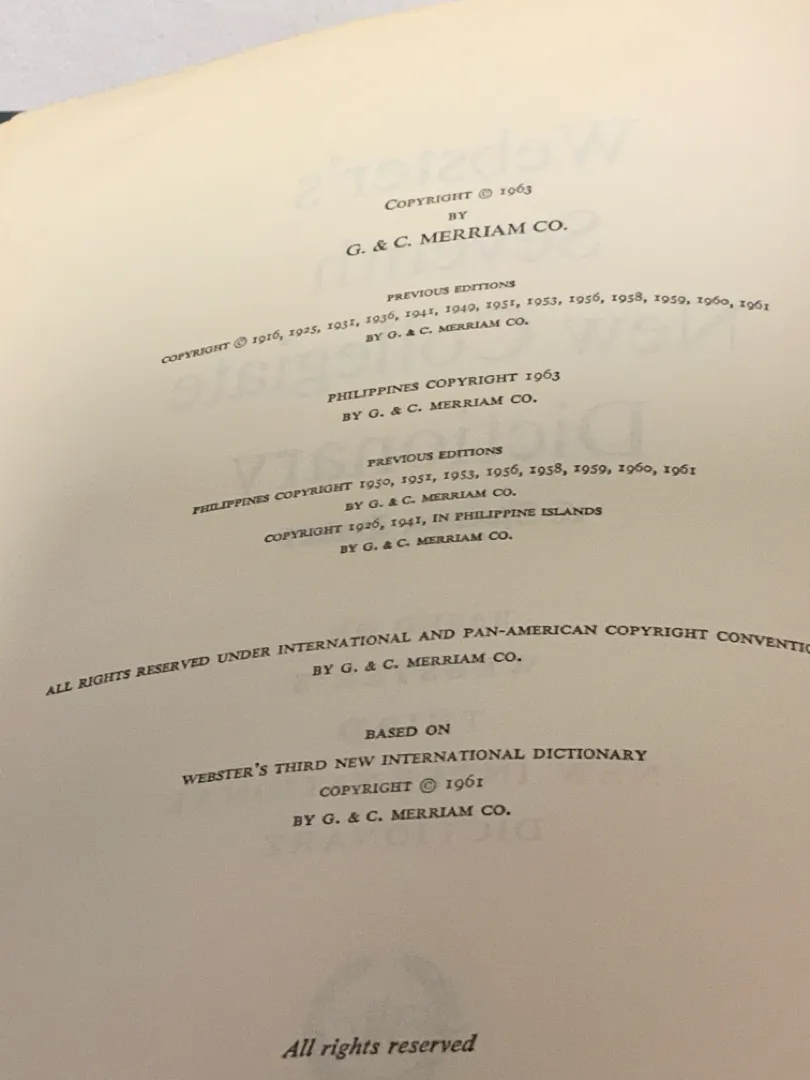 COPYRIGHT © 1963
BY
G. & C. MERRIAM CO.
PREVIOUS EDITIONS
COPYRIGHT © 1916, 1925, 1931, 1936, 1941, 1949, 1951, 1953, 1956, 1958, 1959, 1960, 1961
BY G. & C. MERRIAM CO.
PHILIPPINES COPYRIGHT 1963
BY G. & C. MERRIAM CO.
PREVIOUS EDITIONS
PHILIPPINES COPYRIGHT 1950, 1951, 1953, 1956, 1958, 1959, 1960, 1961
BY G. & C. MERRIAM CO.
COPYRIGHT 1926, 1941, IN PHILIPPINE ISLANDS
BY G. & C. MERRIAM CO.
ALL RIGHTS RESERVED UNDER INTERNATIONAL AND PAN-AMERICAN COPYRIGHT CONVENTIO
BY G. & C. MERRIAM CO.
BASED ON
WEBSTER'S THIRD NEW INTERNATIONAL DICTIONARY
COPYRIGHT © 1961
BY G. & C. MERRIAM CO.
All rights reserved